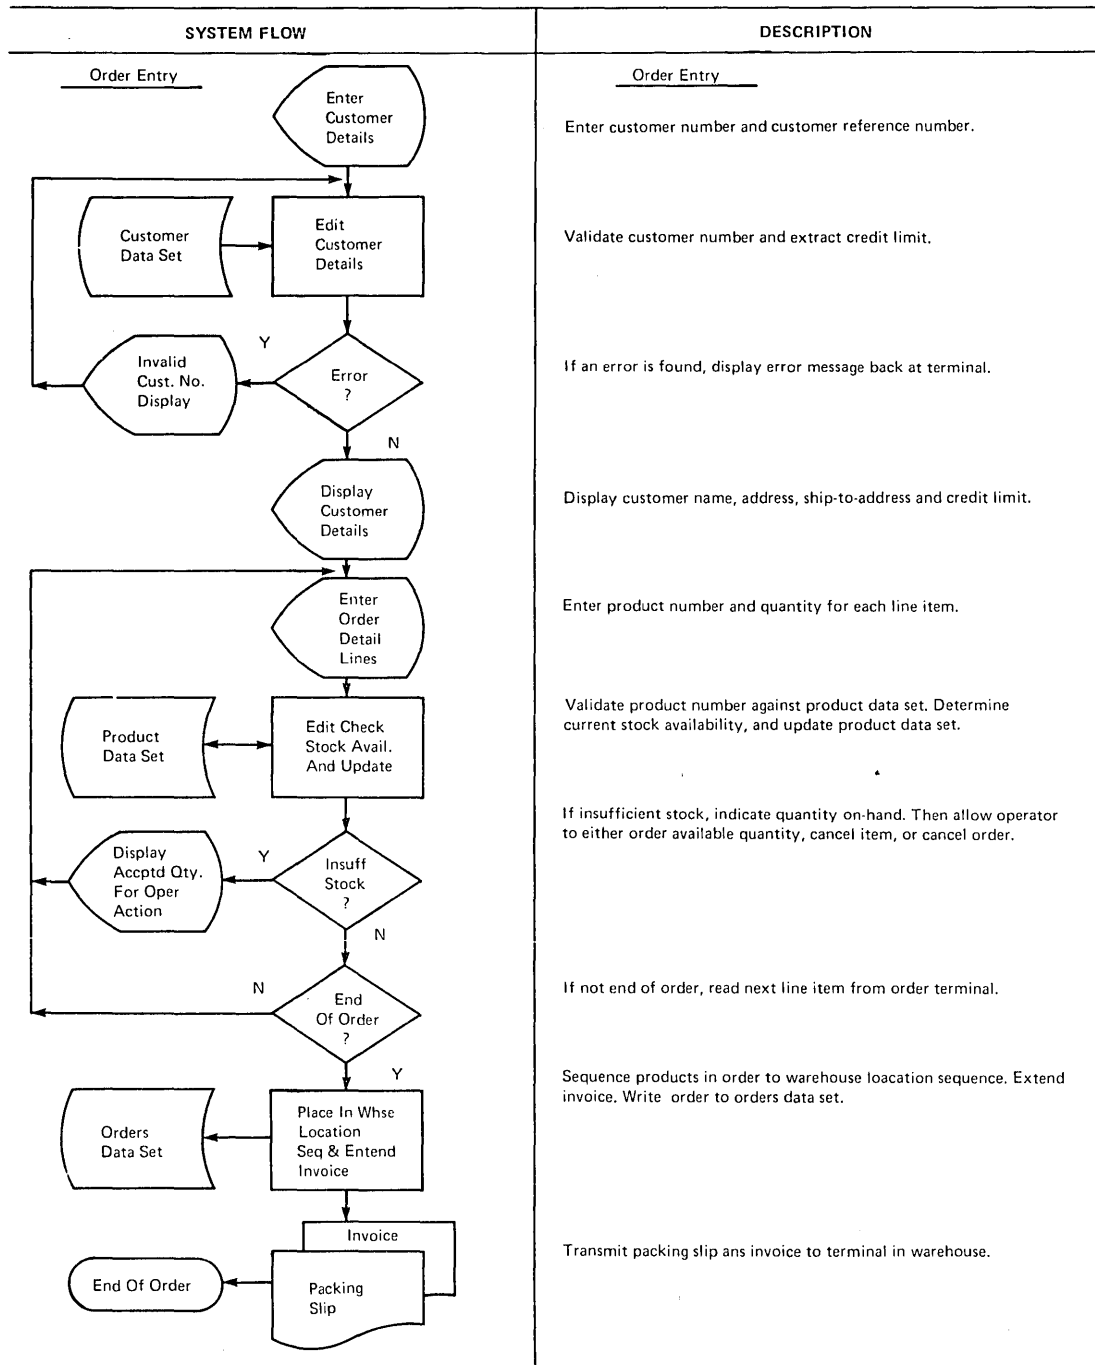 SYSTEM FLOW
DESCRIPTION
Order Entry
Order Entry
Enter
Customer
Details
Enter customer number and customer reference number.
Customer
Data Set
Edit
Customer
Details
Validate customer number and extract credit limit.
Y
Invalid
Cust. No.
Display
Error
?
If an error is found, display error message back at terminal.
N
Display
Customer
Details
Display customer name, address, ship-to-address and credit limit.
Enter
Order
Detail
Lines
Enter product number and quantity for each line item.
Product
Data Set
Edit Check
Stock Avail.
And Update
Validate product number against product data set. Determine
current stock availability, and update product data set.
If insufficient stock, indicate quantity on-hand. Then allow operator
to either order available quantity, cancel item, or cancel order.
Display
Accptd Qty.
For Oper
Action
Y
Insuff
Stock
?
N
N
End
Of Order
?
If not end of order, read next line item from order terminal.
Y
Sequence products in order to warehouse loacation sequence. Extend
invoice. Write order to orders data set.
Orders
Data Set
Place In Whse
Location
Seq & Entend
Invoice
Invoice
Packing
Slip
End Of Order
Transmit packing slip ans invoice to terminal in warehouse.